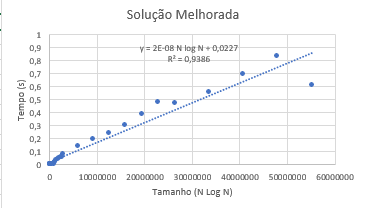 Solução Melhorada
y = 2E-08 N log N + 0,0227
R² = 0,9386
1
0,9
0,8
0,7
0,6
0,5
0,4
0,3
0,2
0,1
0
Tempo (s)
0 10000000 20000000 30000000 40000000 50000000 60000000
Tamanho (N Log N)